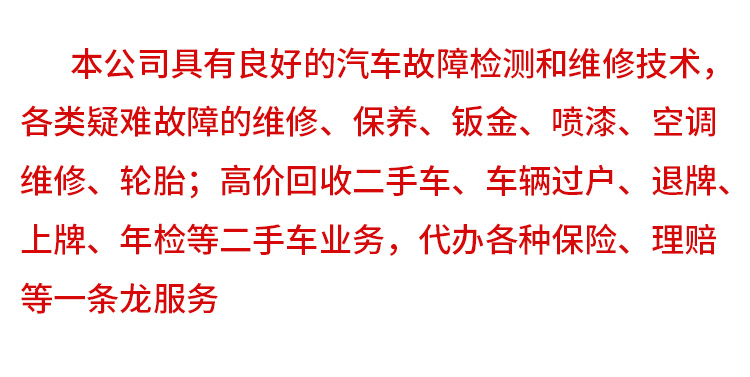 本公司具有良好的汽车故障检测和维修技术，
各类疑难故障的维修、保养、钣金、喷漆、空调
维修、轮胎；高价回收二手车、车辆过户、退牌、
上牌、年检等二手车业务，代办各种保险、理赔
等一条龙服务